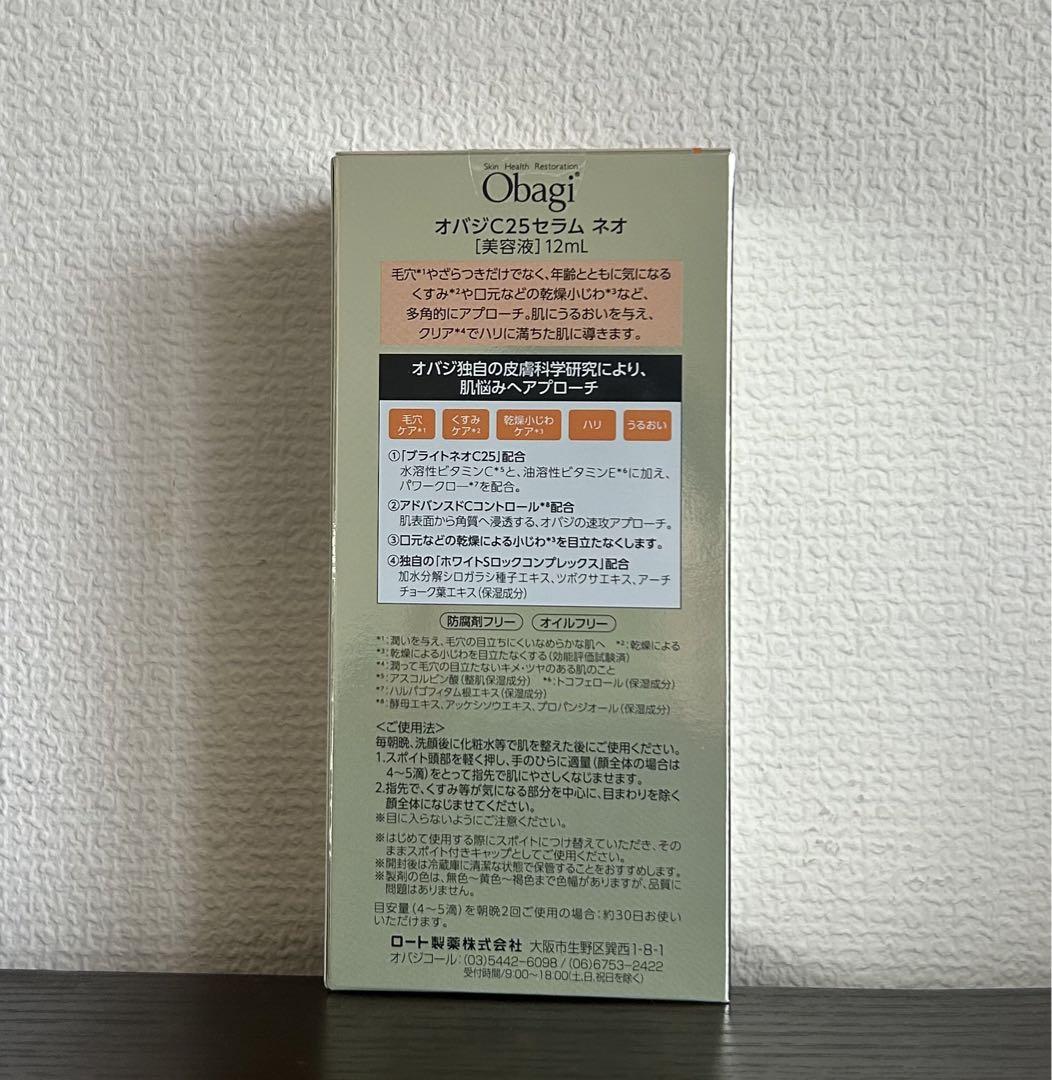 Skin Health Restoration
Obagi®
オバジC25セラム ネオ
[美容液]12mL
毛穴*1やざらつきだけでなく、年齢とともに気になる
くすみ*2や口元などの乾燥小じわ*3など、
多角的にアプローチ。肌にうるおいを与え、
クリア*4でハリに満ちた肌に導きます。
オバジ独自の皮膚科学研究により、
肌悩みへアプローチ
毛穴ケア*1 くすみケア*2 乾燥小じわケア*3 ハリ うるおい
①「ブライトネオC25」配合
水溶性ビタミンC*5と、油溶性ビタミンE*6に加え、
パワークロー*7を配合。
②アドバンスドCコントロール*8配合
肌表面から角質へ浸透する、オバジの速攻アプローチ。
③口元などの乾燥による小じわ*3を目立たなくします。
④独自の「ホワイトSロックコンプレックス」配合
加水分解シロガラシ種子エキス、ツボクサエキス、アーチ
チョーク葉エキス(保湿成分)
防腐剤フリー オイルフリー
*1:潤いを与え、毛穴の目立ちにくいなめらかな肌へ *2:乾燥による
*3:乾燥による小じわを目立たなくする(効能評価試験済)
*4:潤って毛穴の目立たないキメ・ツヤのある肌のこと
*5:アスコルビン酸(整肌保湿成分) *6:トコフェロール(保湿成分)
*7:ハルパゴフィタム根エキス(保湿成分)
*8:酵母エキス、アッケシソウエキス、プロパンジオール(保湿成分)
<ご使用法>
毎朝晩、洗顔後に化粧水等で肌を整えた後にご使用ください。
1.スポイト頭部を軽く押し、手のひらに適量(顔全体の場合は
4~5滴)をとって指先で肌にやさしくなじませます。
2.指先で、くすみ等が気になる部分を中心に、目まわりを除く
顔全体になじませてください。
※目に入らないようにご注意ください。
※はじめて使用する際にスポイトにつけ替えていただき、その
ままスポイト付きキャップとしてご使用ください。
※開封後は冷蔵庫に清潔な状態で保管することをおすすめします。
※製剤の色は、無色~黄色~褐色まで色幅がありますが、品質に
問題はありません。
目安量(4~5滴)を朝晩2回ご使用の場合:約30日お使い
いただけます。
ロート製薬株式会社 大阪市生野区巽西1-8-1
オバジコール:(03)5442-6098/(06)6753-2422
受付時間/9:00~18:00(土、日、祝日を除く)